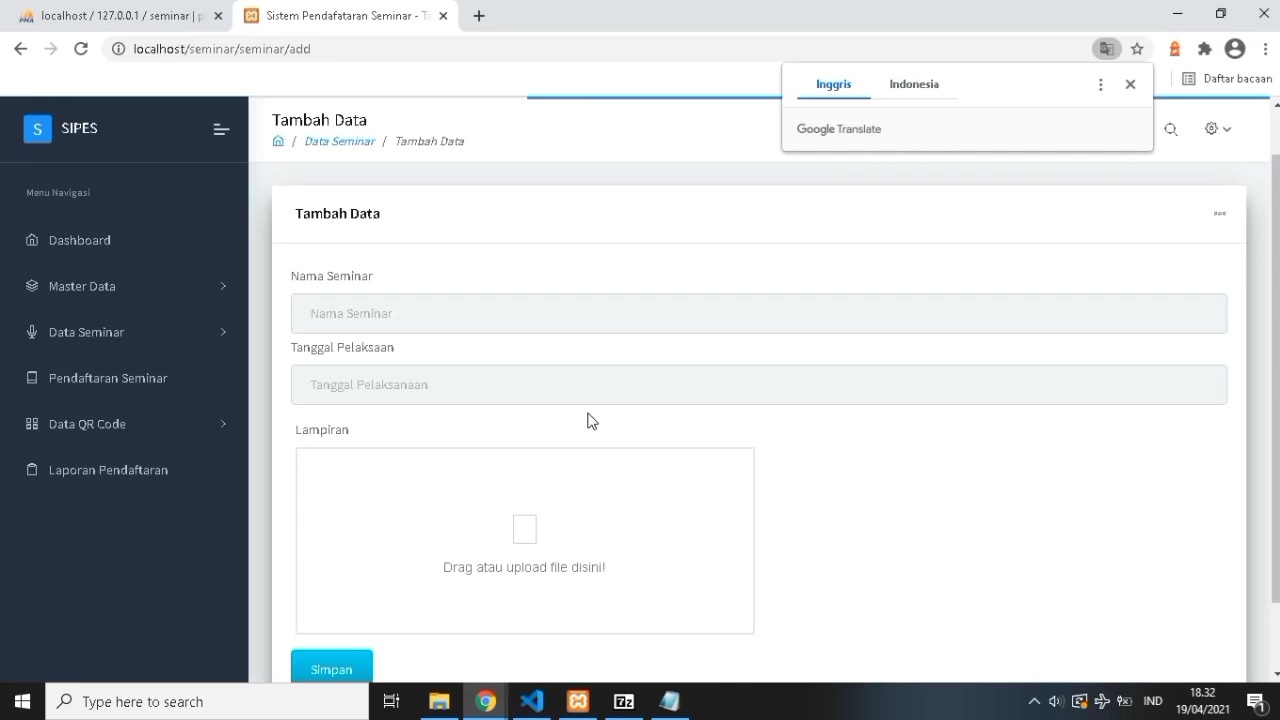 localhost / 127.0.0.1 / seminar | p
Sistem Pendafataran Seminar - Ta
localhost/seminar/seminar/add
Daftar bacaan
Inggris
Indonesia
Google Translate
S
SIPES
Tambah Data
/ Data Seminar / Tambah Data
Menu Navigasi
Dashboard
Master Data
Data Seminar
Pendaftaran Seminar
Data QR Code
Laporan Pendaftaran
Tambah Data
Nama Seminar
Nama Seminar
Tanggal Pelaksaan
Tanggal Pelaksanaan
Lampiran
Drag atau upload file disini!
Simpan
Type here to search
IND
18.32
19/04/2021
1